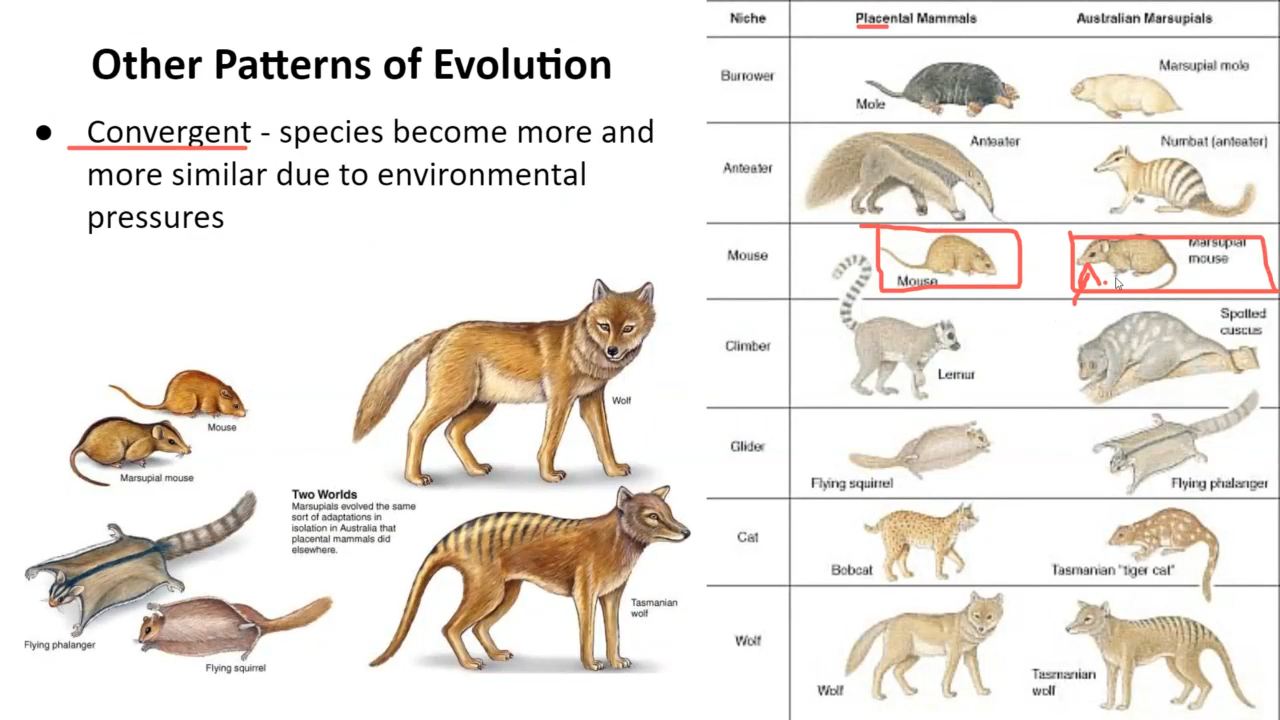 Other Patterns of Evolution
● Convergent - species become more and
more similar due to environmental
pressures
Mouse
Marsupial mouse
Flying phalanger
Flying squirrel
Two Worlds
Marsupials evolved the same
sort of adaptations in
isolation in Australia that
placental mammals did
elsewhere.
Wolf
Tasmanian
wolf
Niche Placental Mammals Australian Marsupials
Burrower Mole Marsupial mole
Anteater Anteater Numbat (anteater)
Mouse Mouse Marsupial
mouse
Climber Lemur Spotted
cuscus
Glider Flying squirrel Flying phalanger
Cat Bobcat Tasmanian "tiger cat"
Wolf Wolf Tasmanian
wolf